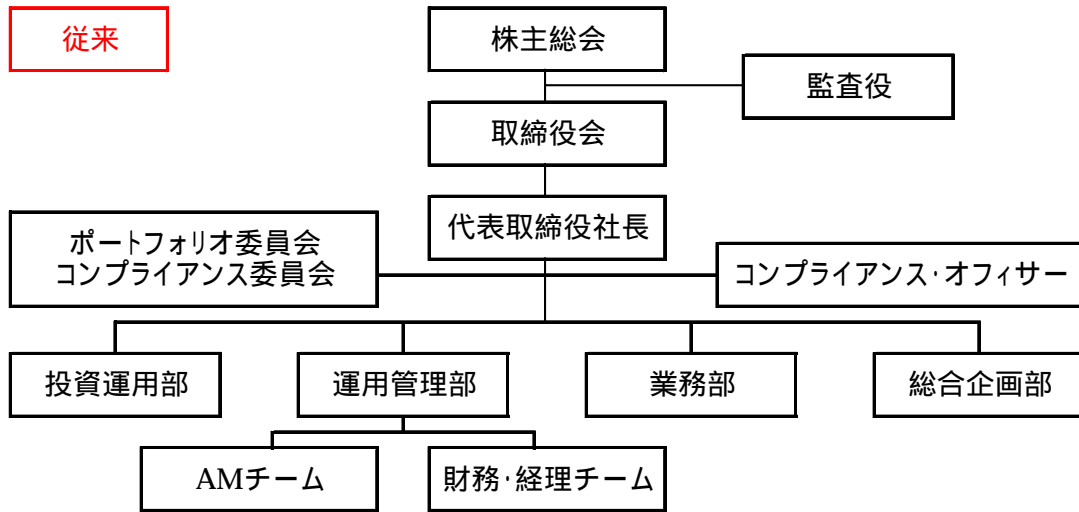 従来
株主総会
監査役
取締役会
代表取締役社長
ポートフォリオ委員会
コンプライアンス委員会
コンプライアンス・オフィサー
投資運用部
運用管理部
業務部
総合企画部
AMチーム
財務・経理チーム